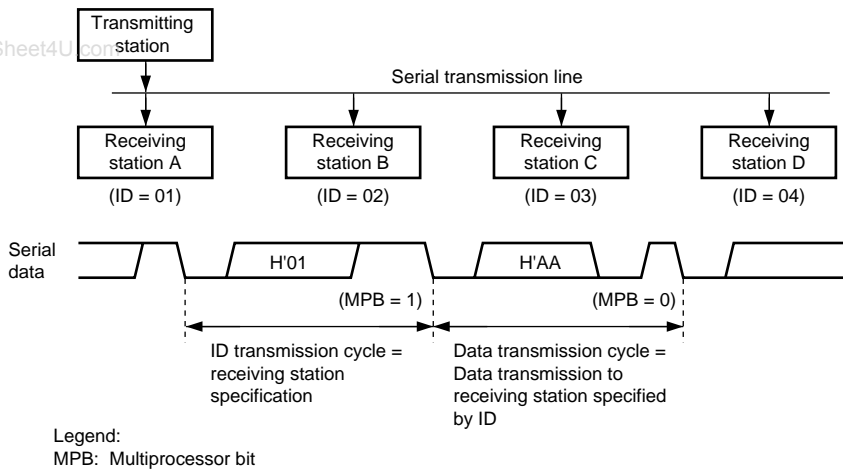 Transmitting
station
Sheet4U.com
Serial transmission line
Receiving
station A
Receiving
station B
Receiving
station C
Receiving
station D
(ID = 01)
(ID = 02)
(ID = 03)
(ID = 04)
Serial
data
H'01
H'AA
(MPB = 1)
(MPB = 0)
ID transmission cycle =
receiving station
specification
Data transmission cycle =
Data transmission to
receiving station specified
by ID
Legend:
MPB: Multiprocessor bit